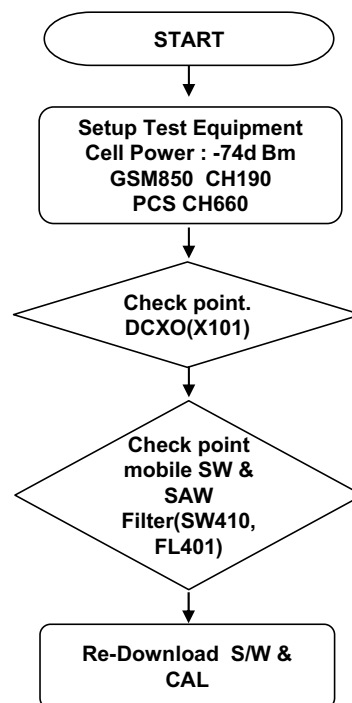 START
Setup Test Equipment
Cell Power : -74d Bm
GSM850 CH190
PCS CH660
Check point.
DCXO(X101)
Check point
mobile SW &
SAW
Filter(SW410,
FL401)
Re-Download S/W &
CAL